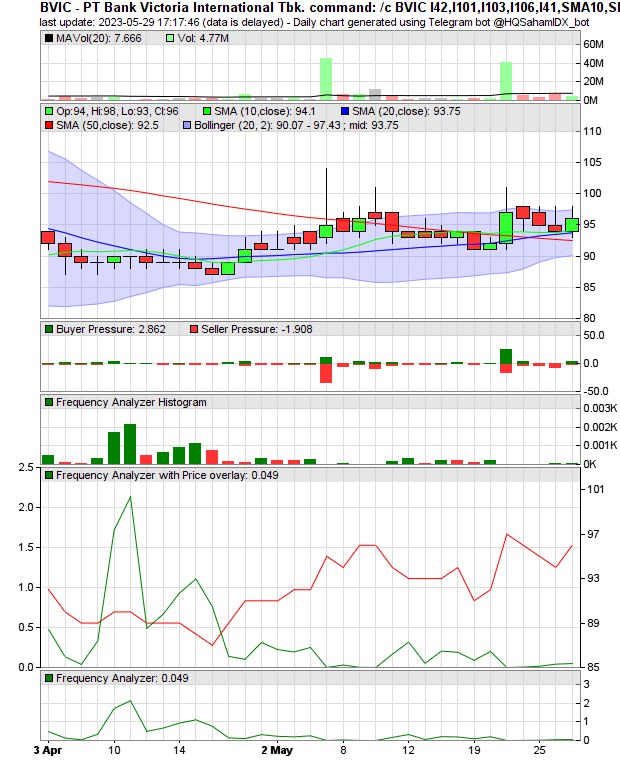 BVIC - PT Bank Victoria International Tbk. command: /c BVIC I42,I101,I103,I106,I41,SMA10,S
last update: 2023-05-29 17:17:46 (data is delayed) - Daily chart generated using Telegram bot @HQSahamIDX_bot
MAVol(20): 7.666 Vol: 4.77M
60M
40M
20M
0M
Op:94, Hi:98, Lo:93, Cl:96 SMA (10,close): 94.1 SMA (20,close): 93.75
SMA (50,close): 92.5 Bollinger (20, 2): 90.07 - 97.43 ; mid: 93.75
110
105
100
95
90
85
80
Buyer Pressure: 2.862 Seller Pressure: -1.908
50.0
0.0
-50.0
Frequency Analyzer Histogram
0.003K
0.002K
0.001K
0K
Frequency Analyzer with Price overlay: 0.049
2.5
2.0
1.5
1.0
0.5
0.0
101
97
93
89
85
Frequency Analyzer: 0.049
3
2
1
0
3 Apr 10 14 2 May 8 12 19 25